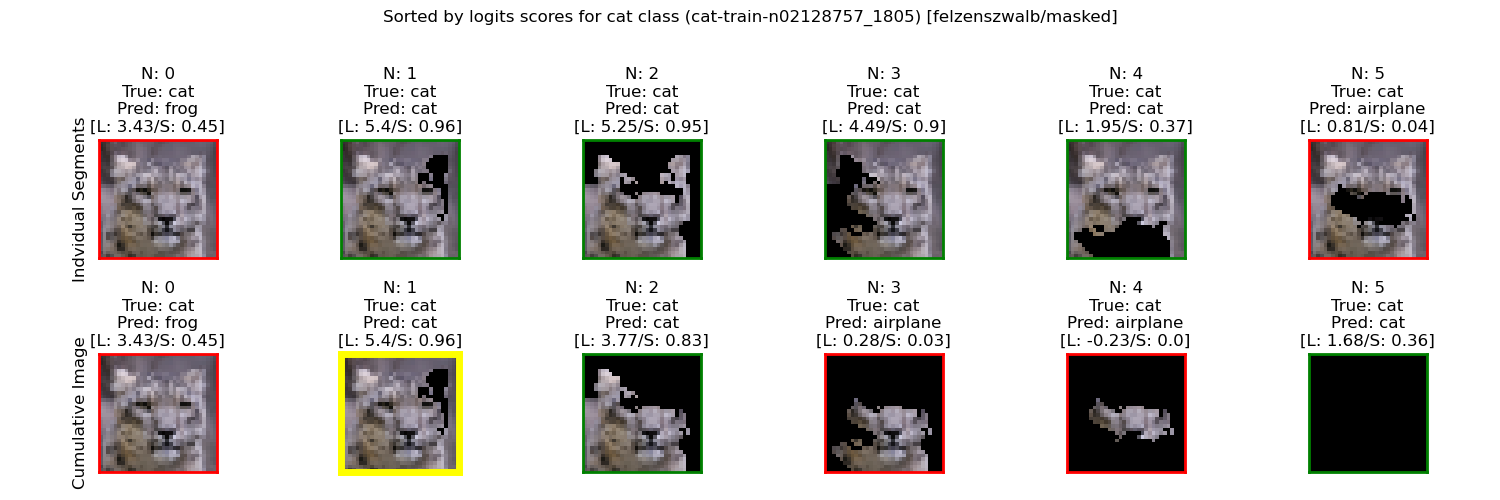 Sorted by logits scores for cat class (cat-train-n02128757_1805) [felzenszwalb/masked]
Indvidual Segments
N: 0
True: cat
Pred: frog
[L: 3.43/S: 0.45]
N: 1
True: cat
Pred: cat
[L: 5.4/S: 0.96]
N: 2
True: cat
Pred: cat
[L: 5.25/S: 0.95]
N: 3
True: cat
Pred: cat
[L: 4.49/S: 0.9]
N: 4
True: cat
Pred: cat
[L: 1.95/S: 0.37]
N: 5
True: cat
Pred: airplane
[L: 0.81/S: 0.04]
Cumulative Image
N: 0
True: cat
Pred: frog
[L: 3.43/S: 0.45]
N: 1
True: cat
Pred: cat
[L: 5.4/S: 0.96]
N: 2
True: cat
Pred: cat
[L: 3.77/S: 0.83]
N: 3
True: cat
Pred: airplane
[L: 0.28/S: 0.03]
N: 4
True: cat
Pred: airplane
[L: -0.23/S: 0.0]
N: 5
True: cat
Pred: cat
[L: 1.68/S: 0.36]